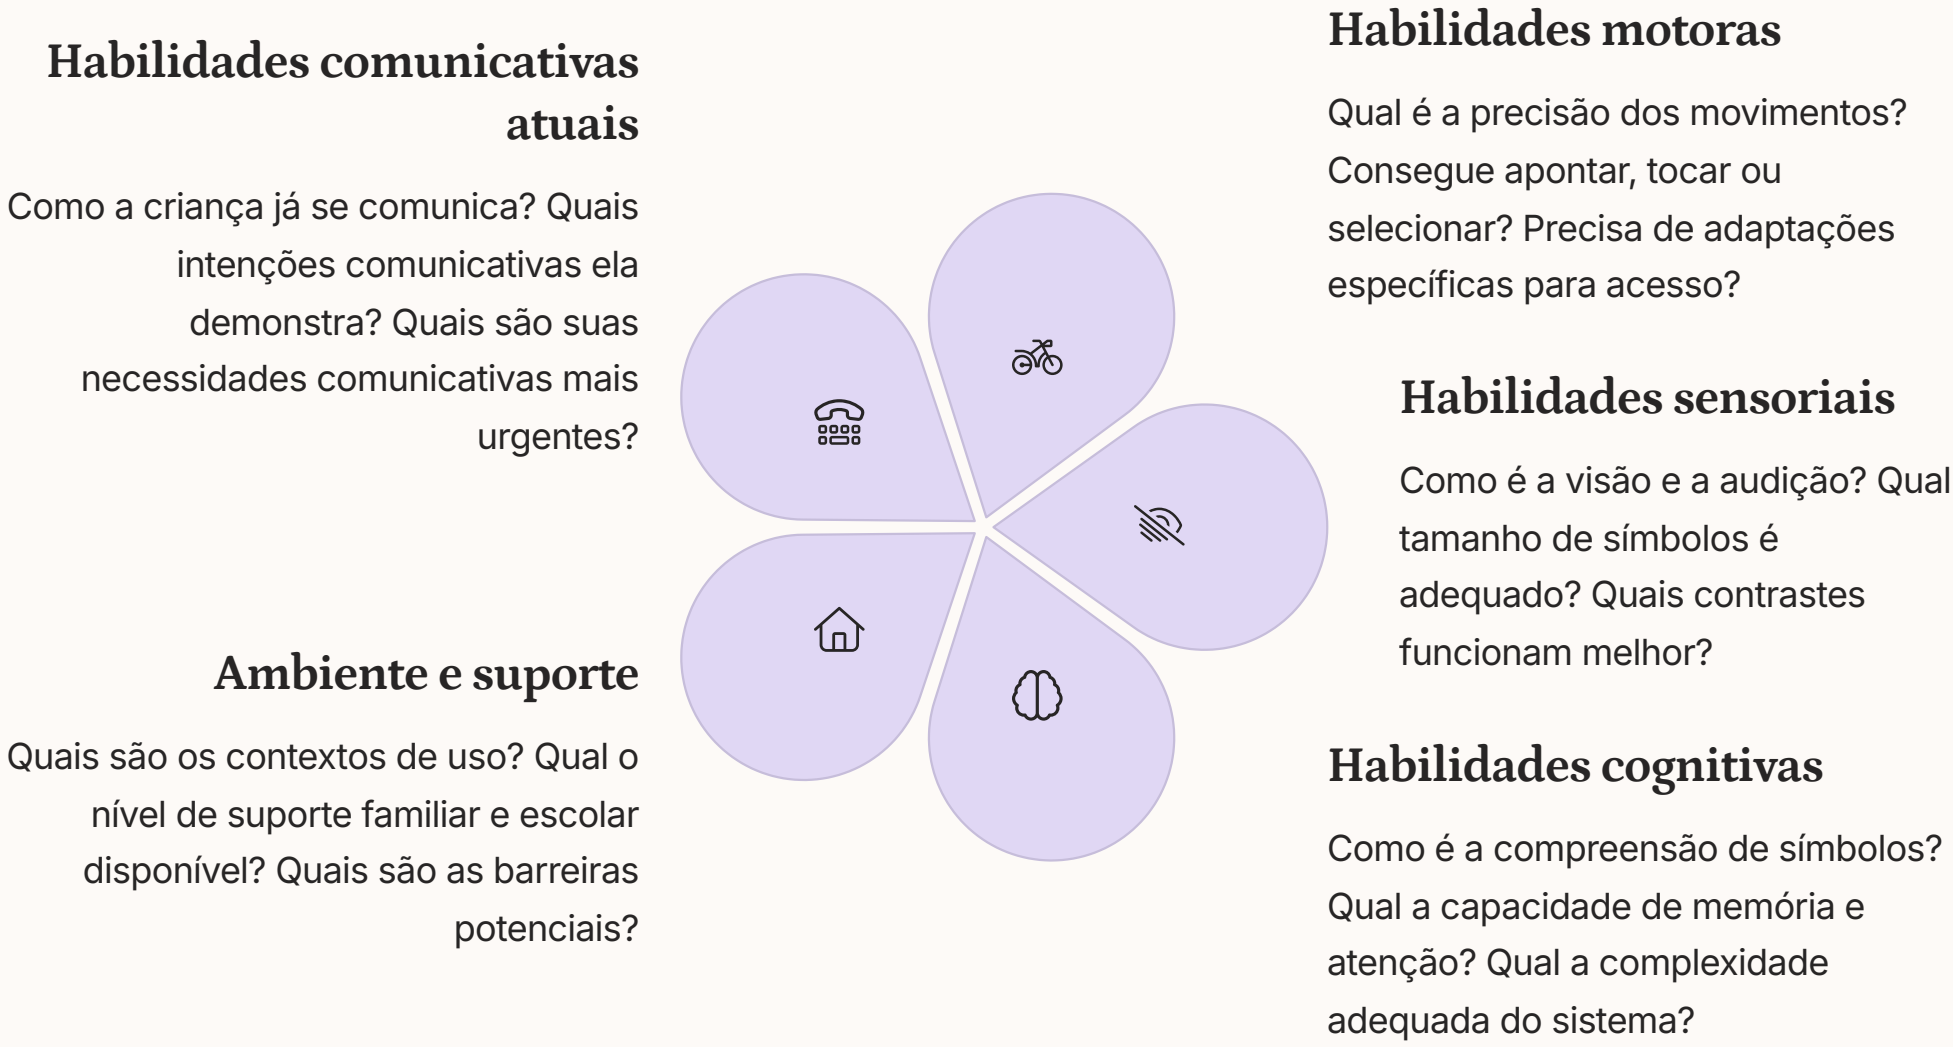 Habilidades comunicativas
atuais
Como a criança já se comunica? Quais
intenções comunicativas ela
demonstra? Quais são suas
necessidades comunicativas mais
urgentes?
Habilidades motoras
Qual é a precisão dos movimentos?
Consegue apontar, tocar ou
selecionar? Precisa de adaptações
específicas para acesso?
Habilidades sensoriais
Como é a visão e a audição? Qual
tamanho de símbolos é
adequado? Quais contrastes
funcionam melhor?
Habilidades cognitivas
Como é a compreensão de símbolos?
Qual a capacidade de memória e
atenção? Qual a complexidade
adequada do sistema?
Ambiente e suporte
Quais são os contextos de uso? Qual o
nível de suporte familiar e escolar
disponível? Quais são as barreiras
potenciais?